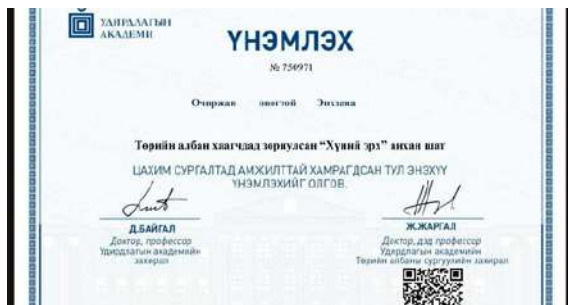 УДИРДЛАГЫН
АКАДЕМИ
ҮНЭМЛЭХ
№ 750971
Очиржав овогтой
Төрийн албан хаагчдад зориулсан “Хүний эрх” анхан шат
ЦАХИМ СУРГАЛТАД АМЖИЛТТАЙ ХАМРАГДСАН ТУЛ ЭНЭХҮҮ
ҮНЭМЛЭХИЙГ ОЛГОВ.
Д.БАЙГАЛ
Доктор, профессор
Удирдлагын академийн
захирал
Ж.ЖАРГАЛ
Доктор, дэд профессор
Удирдлагын академийн
Төрийн албаны сургуулийн захирал